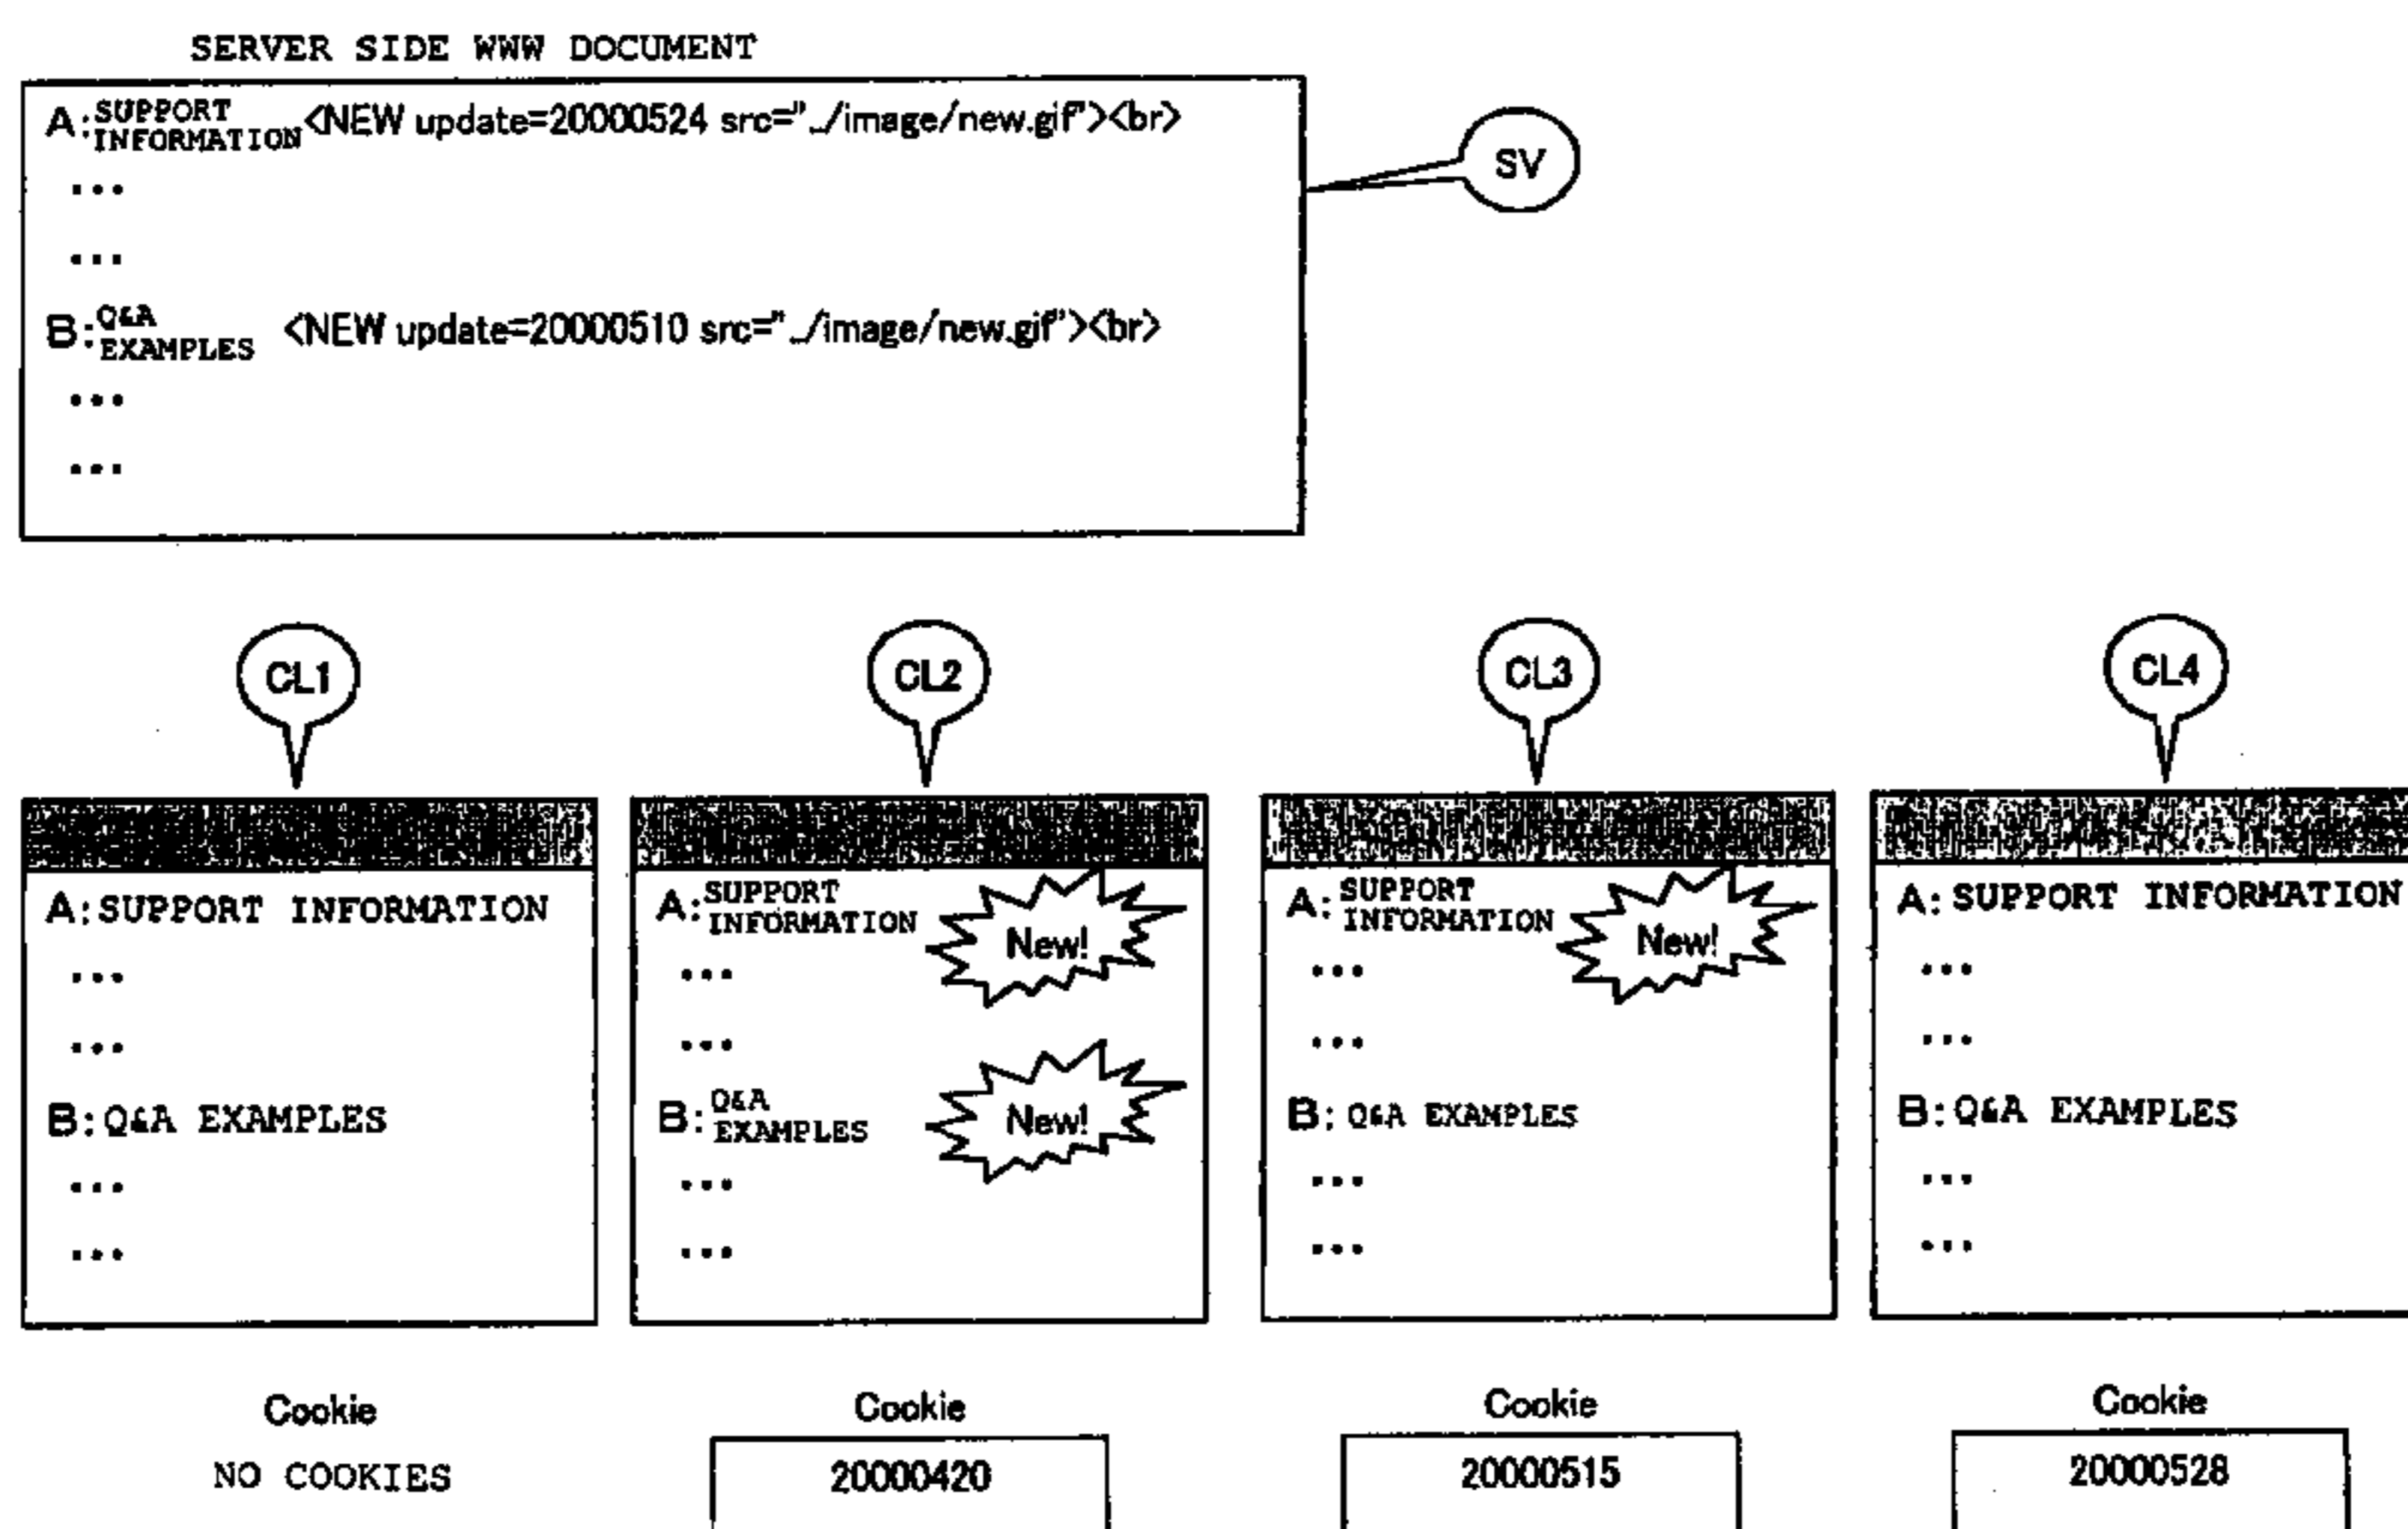 SERVER SIDE WWW DOCUMENT
A: SUPPORT INFORMATION <NEW update=20000524 src="../image/new.gif"><br>
...
...
B: Q&A EXAMPLES <NEW update=20000510 src="../image/new.gif"><br>
...
...
SV
CL1
CL2
CL3
CL4
A: SUPPORT INFORMATION
...
...
B: Q&A EXAMPLES
...
...
A: SUPPORT INFORMATION New!
...
...
B: Q&A EXAMPLES New!
...
...
A: SUPPORT INFORMATION New!
...
...
B: Q&A EXAMPLES
...
...
A: SUPPORT INFORMATION
...
...
B: Q&A EXAMPLES
...
...
Cookie
NO COOKIES
Cookie
20000420
Cookie
20000515
Cookie
20000528